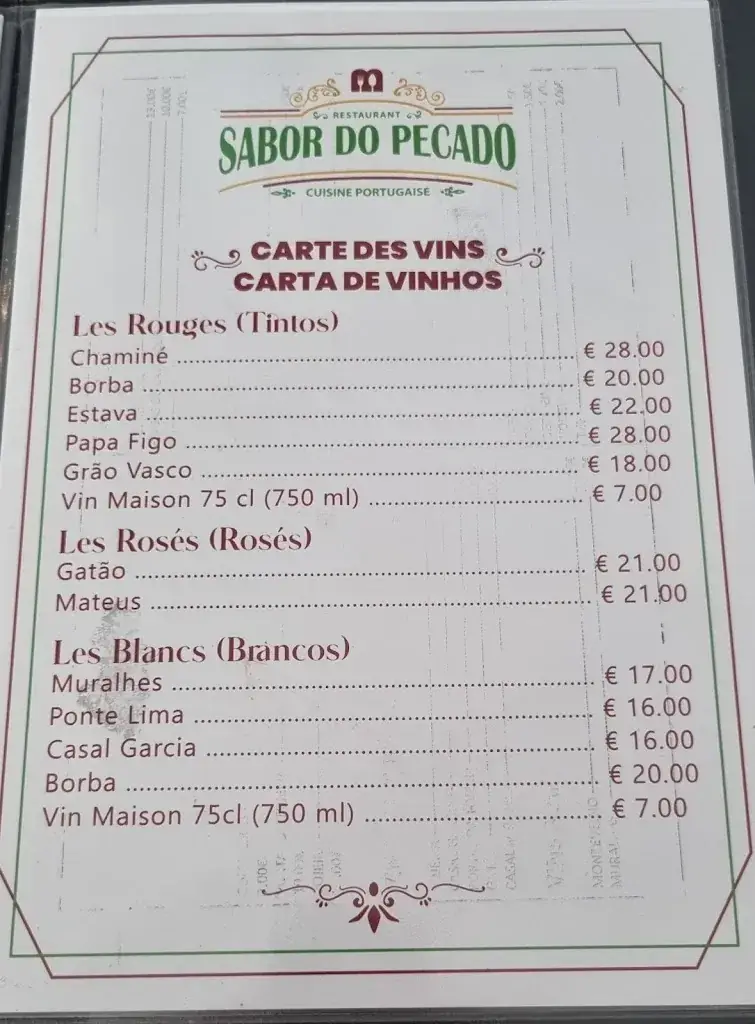 RESTAURANT
SABOR DO PECADO
CUISINE PORTUGAISE
CARTE DES VINS
CARTA DE VINHOS
Les Rouges (Tintos)
Chaminé ........................ € 28.00
Borba ........................ € 20.00
Estava ........................ € 22.00
Papa Figo ........................ € 28.00
Grão Vasco ........................ € 18.00
Vin Maison 75 cl (750 ml) ........................ € 7.00
Les Rosés (Rosés)
Gatão ........................ € 21.00
Mateus ........................ € 21.00
Les Blancs (Brancos)
Muralhes ........................ € 17.00
Ponte Lima ........................ € 16.00
Casal Garcia ........................ € 16.00
Borba ........................ € 20.00
Vin Maison 75cl (750 ml) ........................ € 7.00